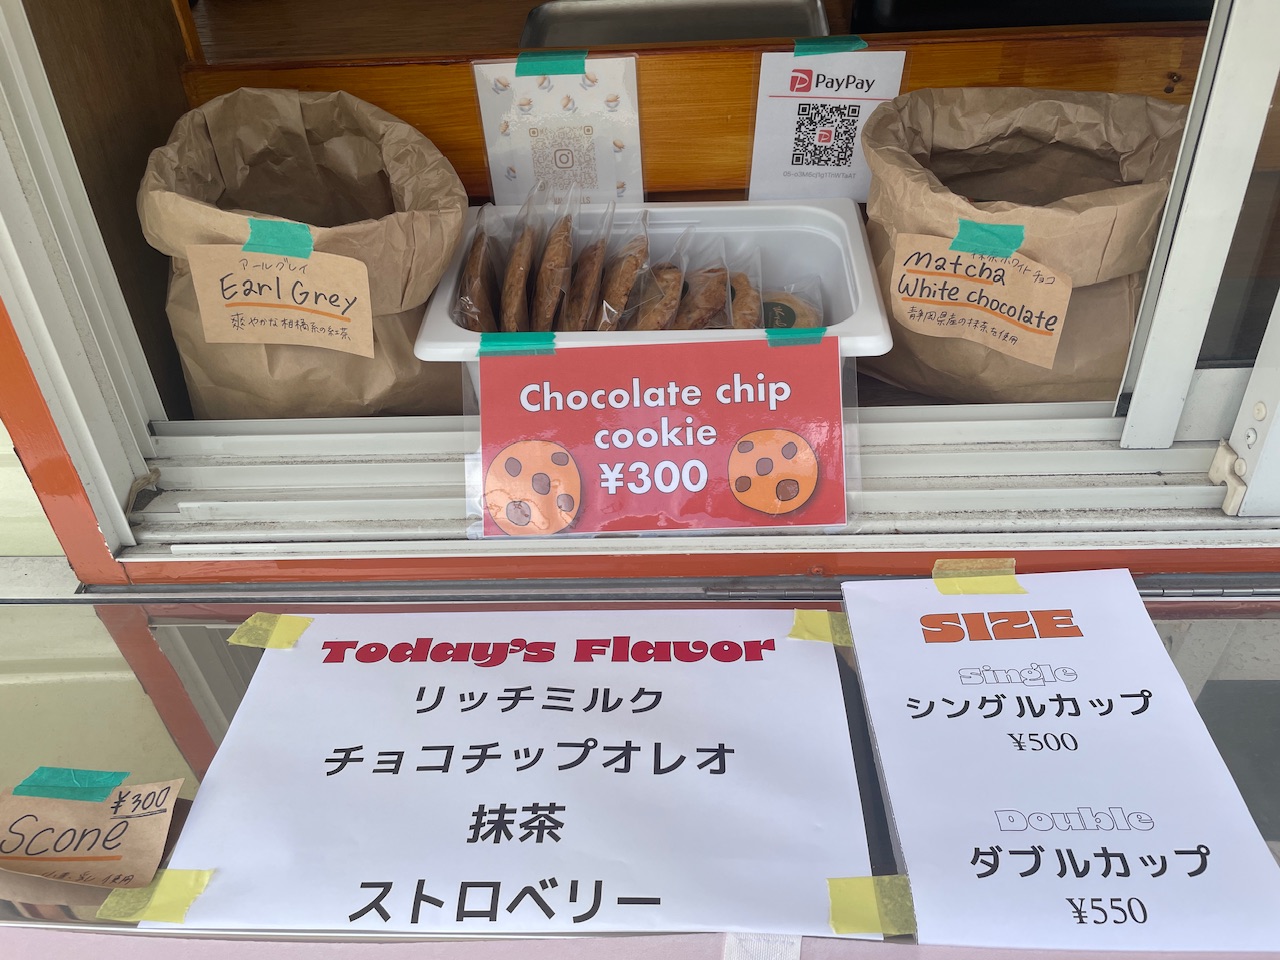 PayPay
アールグレイ
Earl Grey
爽やかな柑橘系の紅茶
抹茶ホワイトチョコ
Matcha
White chocolate
静岡県産の抹茶を使用
Chocolate chip
cookie
¥300
Today's Flavor
リッチミルク
チョコチップオレオ
抹茶
ストロベリー
SIZE
Single
シングルカップ
¥500
Double
ダブルカップ
¥550
¥300
Scone
使用